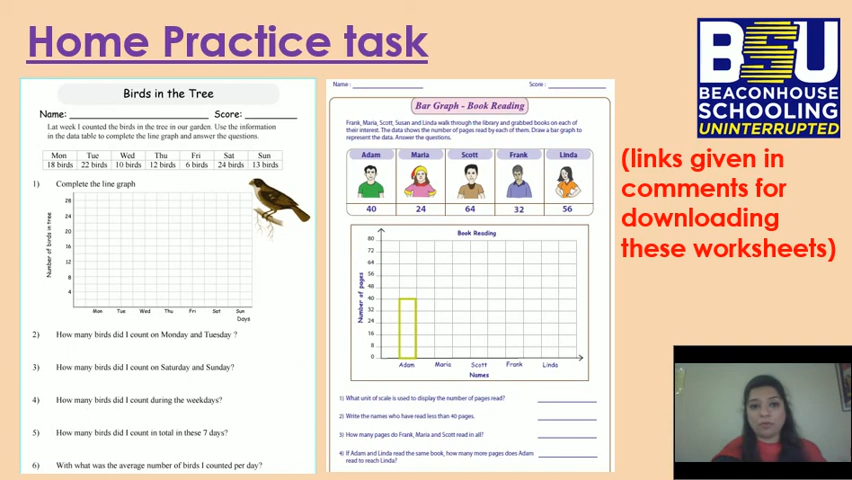 Home Practice task
BSU
BEACONHOUSE
SCHOOLING
UNINTERRUPTED
(links given in
comments for
downloading
these worksheets)
Birds in the Tree
Name: Score:
Lat week I counted the birds in the tree in our garden. Use the information
in the data table to complete the line graph and answer the questions.
Mon Tue Wed Thu Fri Sat Sun
18 birds 22 birds 10 birds 12 birds 6 birds 24 birds 13 birds
1) Complete the line graph
Number of birds in tree
28
24
20
16
12
8
4
Mon Tue Wed Thu Fri Sat Sun
Days
2) How many birds did I count on Monday and Tuesday ?
3) How many birds did I count on Saturday and Sunday?
4) How many birds did I count during the weekdays?
5) How many birds did I count in total in these 7 days?
6) With what was the average number of birds I counted per day?
Name : Score :
Bar Graph - Book Reading
Frank, Maria, Scott, Susan and Linda walk through the library and grabbed books on each of
their interest. The data shows the number of pages read by each of them. Draw a bar graph to
represent the data. Answer the questions.
Adam Maria Scott Frank Linda
40 24 64 32 56
Book Reading
Number of pages
80
72
64
56
48
40
32
24
16
8
0
Adam Maria Scott Frank Linda
Names
1) What unit of scale is used to display the number of pages read?
2) Write the names who have read less than 40 pages.
3) How many pages do Frank, Maria and Scott read in all?
4) If Adam and Linda read the same book, how many more pages does Adam
read to reach Linda?